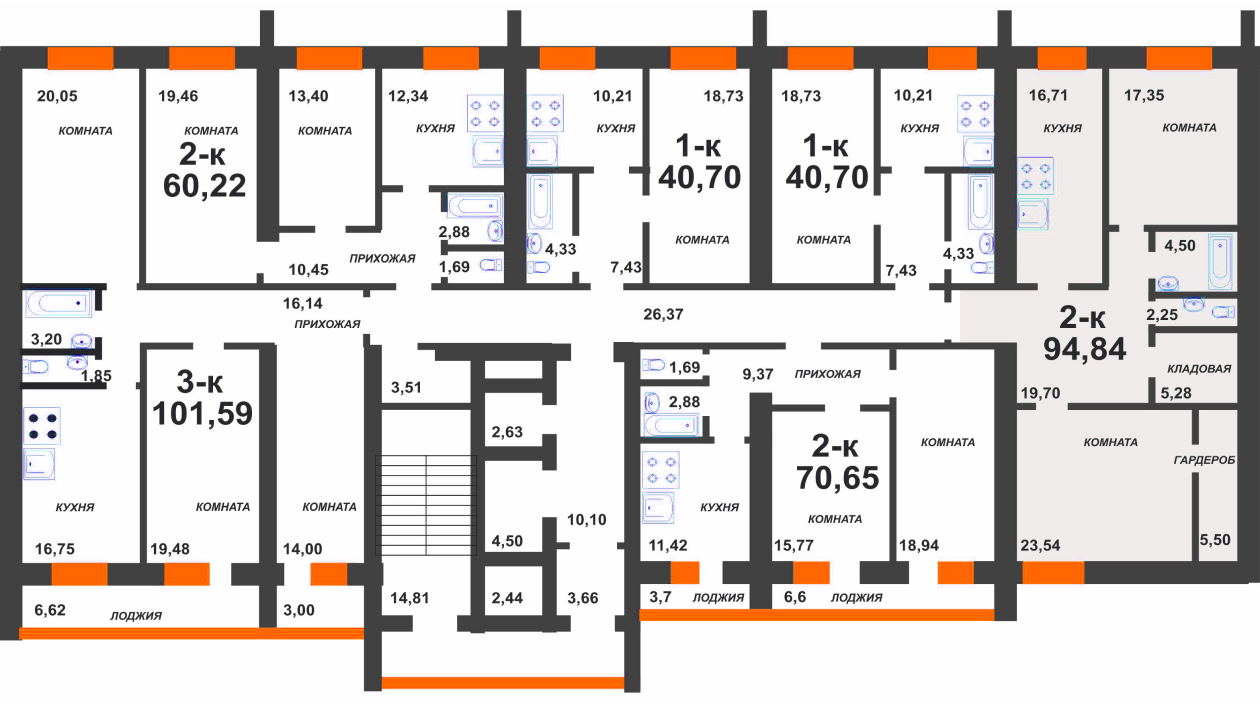 20,05
КОМНАТА
19,46
КОМНАТА
2-к
60,22
13,40
КОМНАТА
12,34
КУХНЯ
10,21
КУХНЯ
18,73
1-к
40,70
КОМНАТА
18,73
1-к
40,70
КОМНАТА
10,21
КУХНЯ
16,71
КУХНЯ
17,35
КОМНАТА
10,45
ПРИХОЖАЯ
2,88
1,69
4,33
7,43
7,43
4,33
4,50
2,25
2-к
94,84
КЛАДОВАЯ
5,28
19,70
16,14
ПРИХОЖАЯ
26,37
3,20
1,85
3-к
101,59
3,51
2,63
1,69
2,88
9,37
ПРИХОЖАЯ
2-к
70,65
КОМНАТА
15,77
КОМНАТА
18,94
КОМНАТА
23,54
ГАРДЕРОБ
5,50
КУХНЯ
16,75
КОМНАТА
19,48
КОМНАТА
14,00
4,50
10,10
КУХНЯ
11,42
6,62
ЛОДЖИЯ
3,00
14,81
2,44
3,66
3,7
ЛОДЖИЯ
6,6
ЛОДЖИЯ